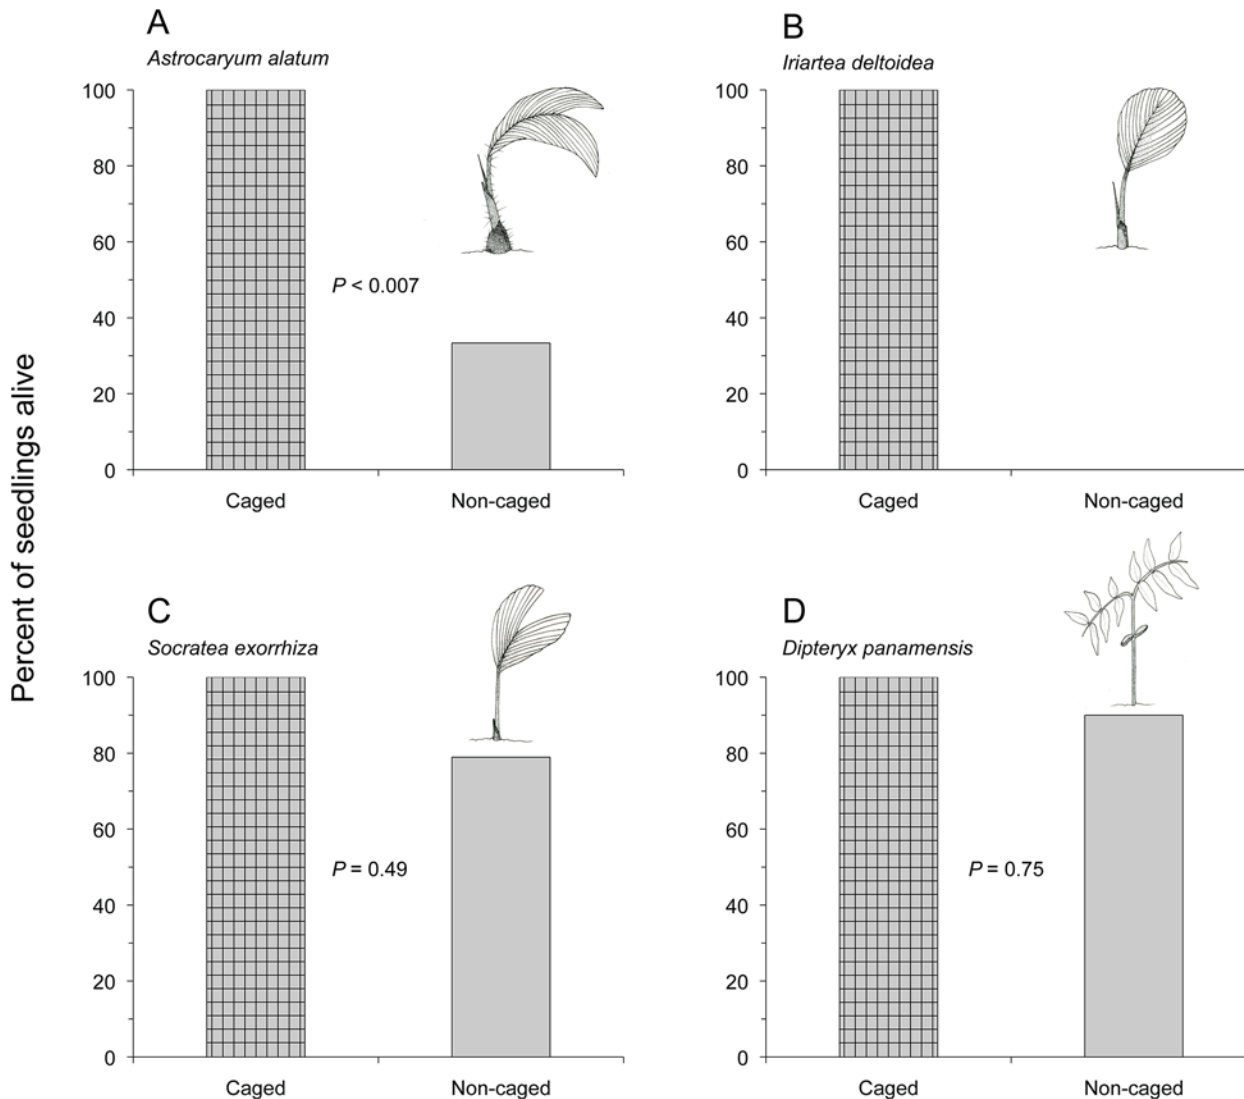 A
Astrocaryum alatum
100
80
60
40
20
0
P < 0.007
Caged
Non-caged
B
Iriartea deltoidea
100
80
60
40
20
0
Caged
Non-caged
Percent of seedlings alive
C
Socratea exorrhiza
100
80
60
40
20
0
P = 0.49
Caged
Non-caged
D
Dipteryx panamensis
100
80
60
40
20
0
P = 0.75
Caged
Non-caged